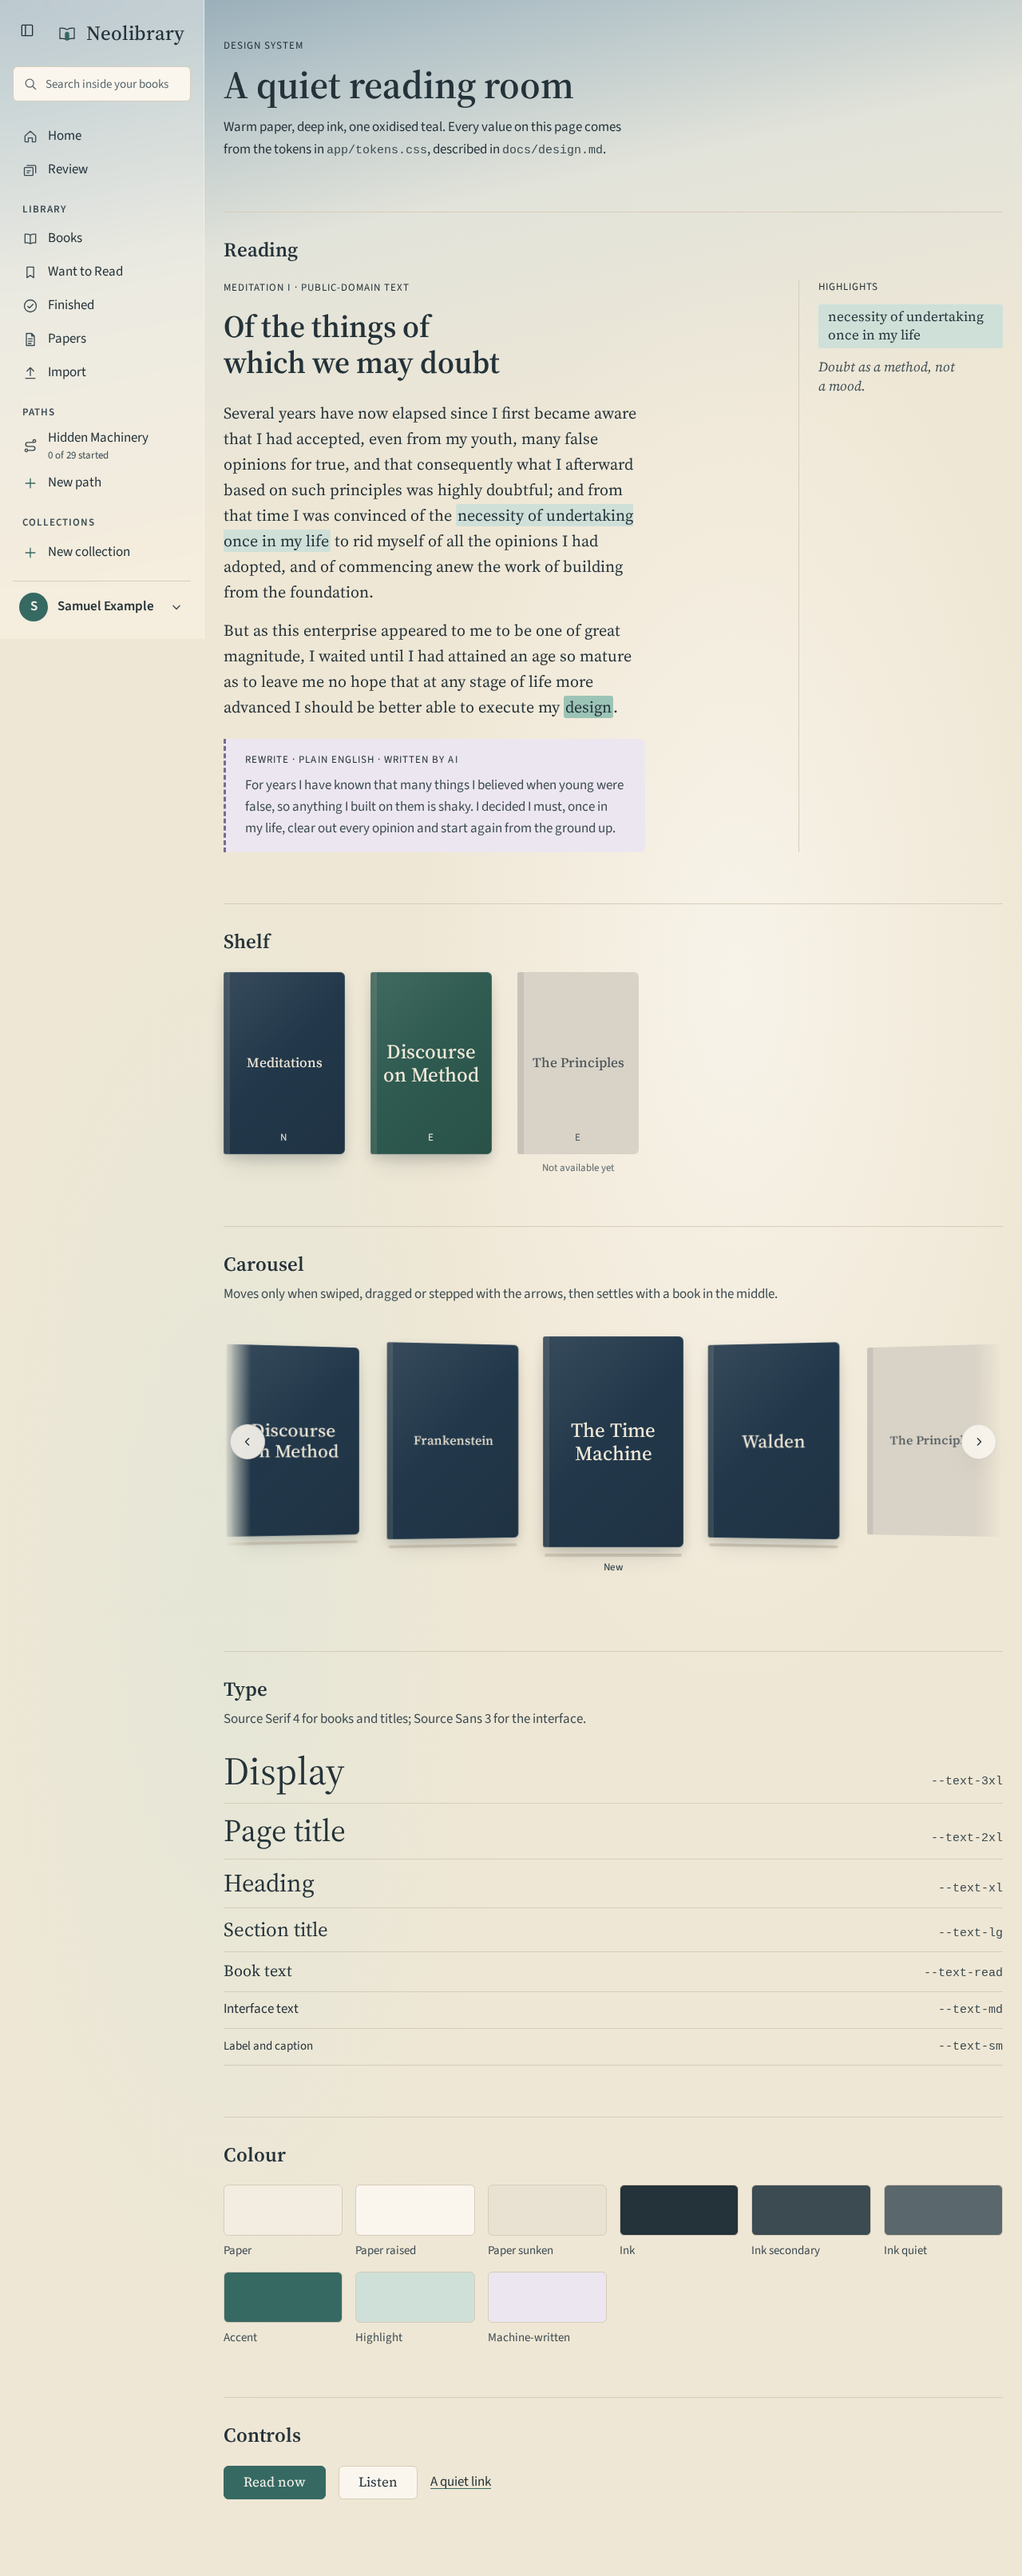 Neolibrary
Search inside your books
Home
Review
LIBRARY
Books
Want to Read
Finished
Papers
Import
PATHS
Hidden Machinery
0 of 29 started
New path
COLLECTIONS
New collection
S
Samuel Example
DESIGN SYSTEM
A quiet reading room
Warm paper, deep ink, one oxidised teal. Every value on this page comes
from the tokens in app/tokens.css, described in docs/design.md.
Reading
MEDITATION I · PUBLIC-DOMAIN TEXT
Of the things of
which we may doubt
Several years have now elapsed since I first became aware
that I had accepted, even from my youth, many false
opinions for true, and that consequently what I afterward
based on such principles was highly doubtful; and from
that time I was convinced of the necessity of undertaking
once in my life to rid myself of all the opinions I had
adopted, and of commencing anew the work of building
from the foundation.
But as this enterprise appeared to me to be one of great
magnitude, I waited until I had attained an age so mature
as to leave me no hope that at any stage of life more
advanced I should be better able to execute my design.
REWRITE · PLAIN ENGLISH · WRITTEN BY AI
For years I have known that many things I believed when young were
false, so anything I built on them is shaky. I decided I must, once in
my life, clear out every opinion and start again from the ground up.
HIGHLIGHTS
necessity of undertaking
once in my life
Doubt as a method, not
a mood.
Shelf
Meditations
N
Discourse
on Method
E
The Principles
E
Not available yet
Carousel
Moves only when swiped, dragged or stepped with the arrows, then settles with a book in the middle.
Discourse
on Method
Frankenstein
The Time
Machine
New
Walden
The Princip
Type
Source Serif 4 for books and titles; Source Sans 3 for the interface.
Display
--text-3xl
Page title
--text-2xl
Heading
--text-xl
Section title
--text-lg
Book text
--text-read
Interface text
--text-md
Label and caption
--text-sm
Colour
Paper
Paper raised
Paper sunken
Ink
Ink secondary
Ink quiet
Accent
Highlight
Machine-written
Controls
Read now
Listen
A quiet link